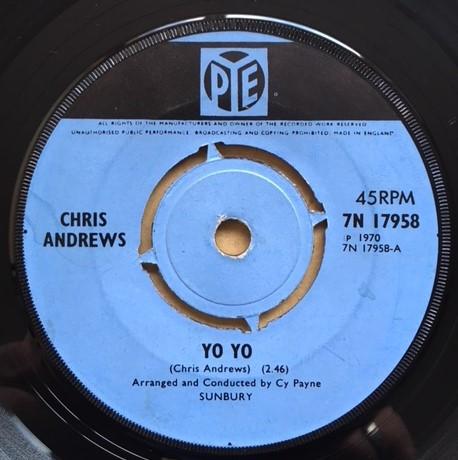 PYE
ALL RIGHTS OF THE MANUFACTURERS AND OWNER OF THE RECORDED WORK RESERVED
UNAUTHORISED PUBLIC PERFORMANCE, BROADCASTING AND COPYING PROHIBITED. MADE IN ENGLAND.
CHRIS
ANDREWS
45RPM
7N 17958
P 1970
7N 17958-A
YO YO
(Chris Andrews) (2.46)
Arranged and Conducted by Cy Payne
SUNBURY